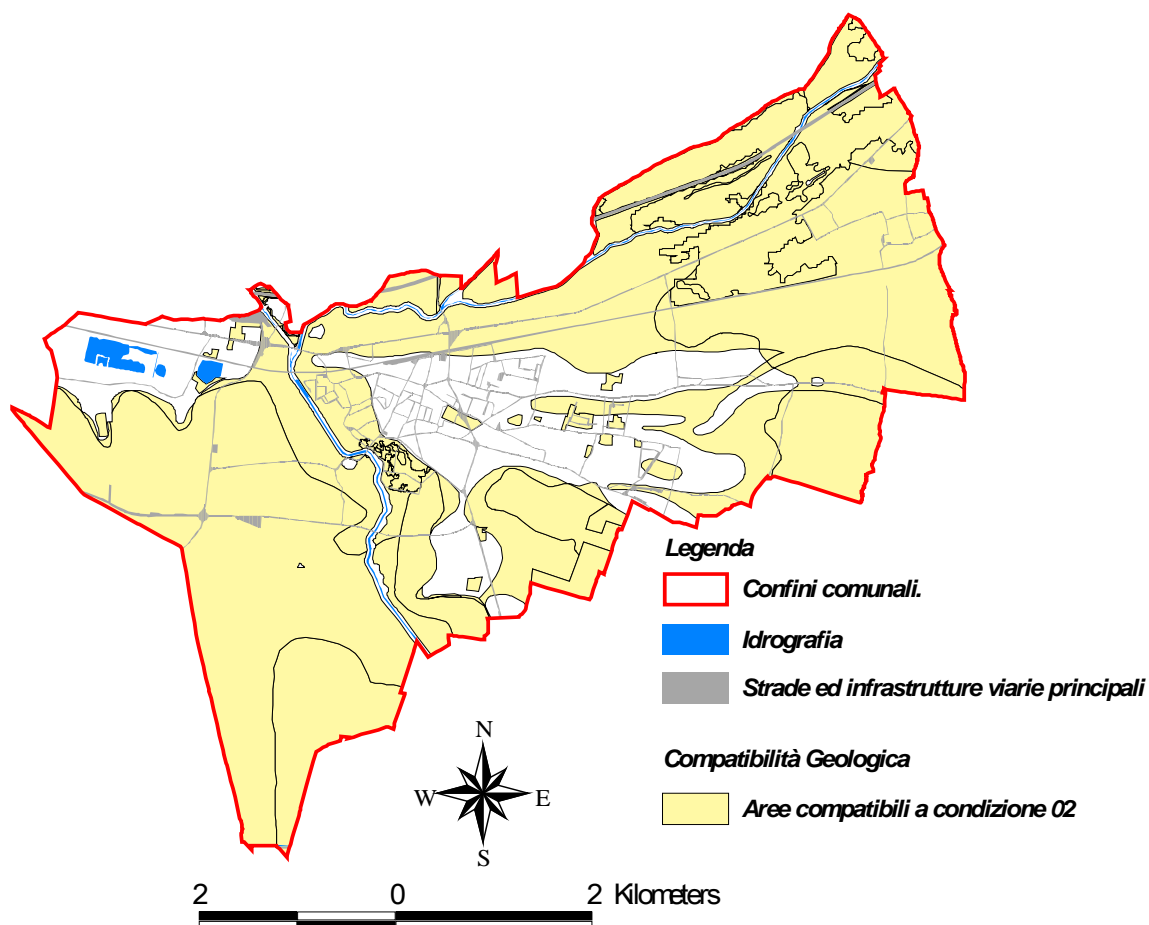 Legenda
Confini comunali.
Idrografia
Strade ed infrastrutture viarie principali
Compatibilità Geologica
Aree compatibili a condizione 02
N
W E
S
2 0 2 Kilometers